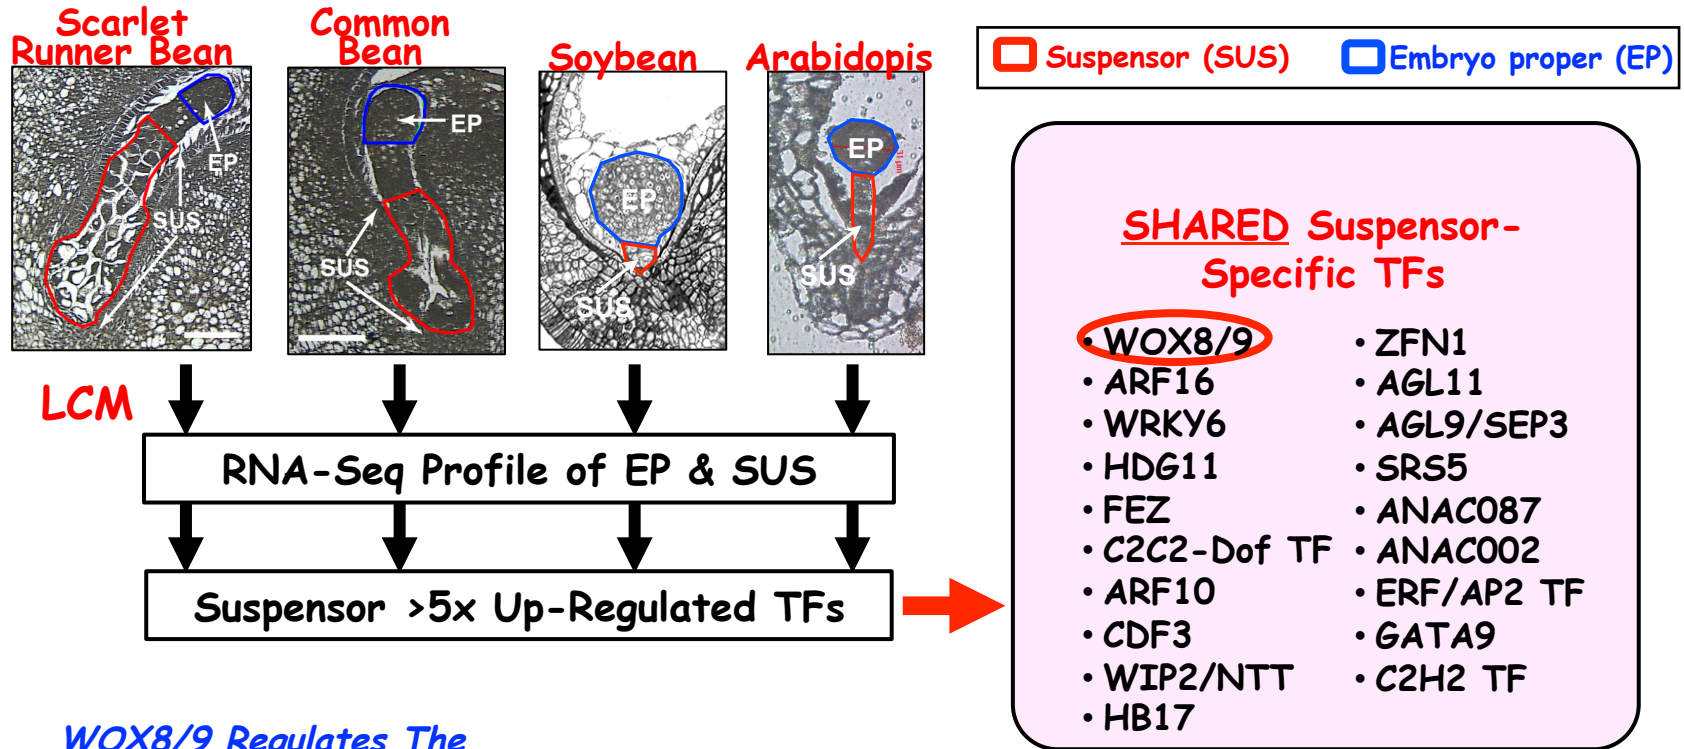 Scarlet
Runner Bean
Common
Bean
Soybean
Arabidopis
Suspensor (SUS)
Embryo proper (EP)
EP
SUS
EP
SUS
EP
SUS
EP
SUS
LCM
RNA-Seq Profile of EP & SUS
Suspensor >5x Up-Regulated TFs
SHARED Suspensor-
Specific TFs
• WOX8/9
• ARF16
• WRKY6
• HDG11
• FEZ
• C2C2-Dof TF
• ARF10
• CDF3
• WIP2/NTT
• HB17
• ZFN1
• AGL11
• AGL9/SEP3
• SRS5
• ANAC087
• ANAC002
• ERF/AP2 TF
• GATA9
• C2H2 TF
WOX8/9 Regulates The